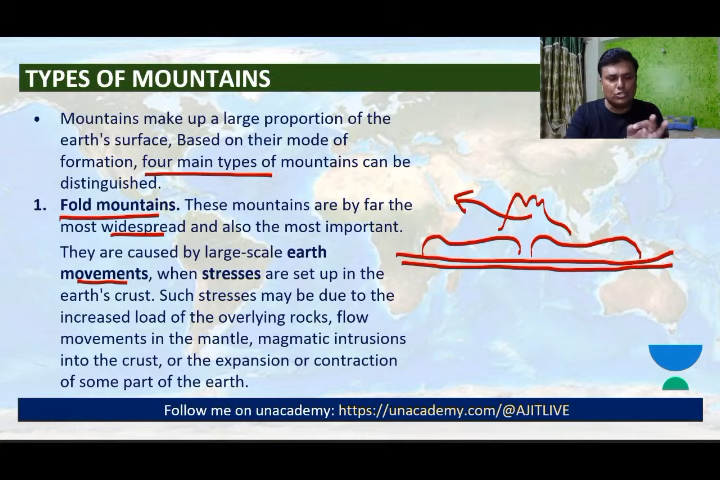 TYPES OF MOUNTAINS
• Mountains make up a large proportion of the
earth's surface, Based on their mode of
formation, four main types of mountains can be
distinguished.
1. Fold mountains. These mountains are by far the
most widespread and also the most important.
They are caused by large-scale earth
movements, when stresses are set up in the
earth's crust. Such stresses may be due to the
increased load of the overlying rocks, flow
movements in the mantle, magmatic intrusions
into the crust, or the expansion or contraction
of some part of the earth.
Follow me on unacademy: https://unacademy.com/@AJITLIVE